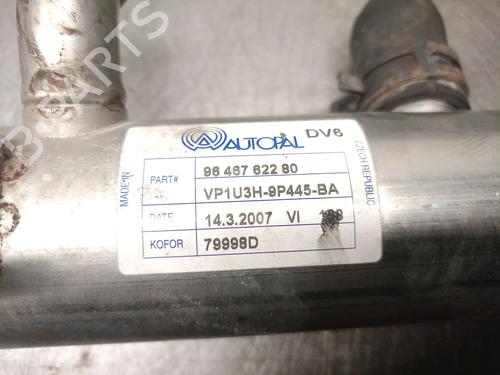 B-PARTS
AUTOPAL DV6
MADE IN
PART# 96 467 622 80
VP1U3H-9P445-BA
DATE 14.3.2007 VI
KOFOR 79998D
CZECH REPUBLIC